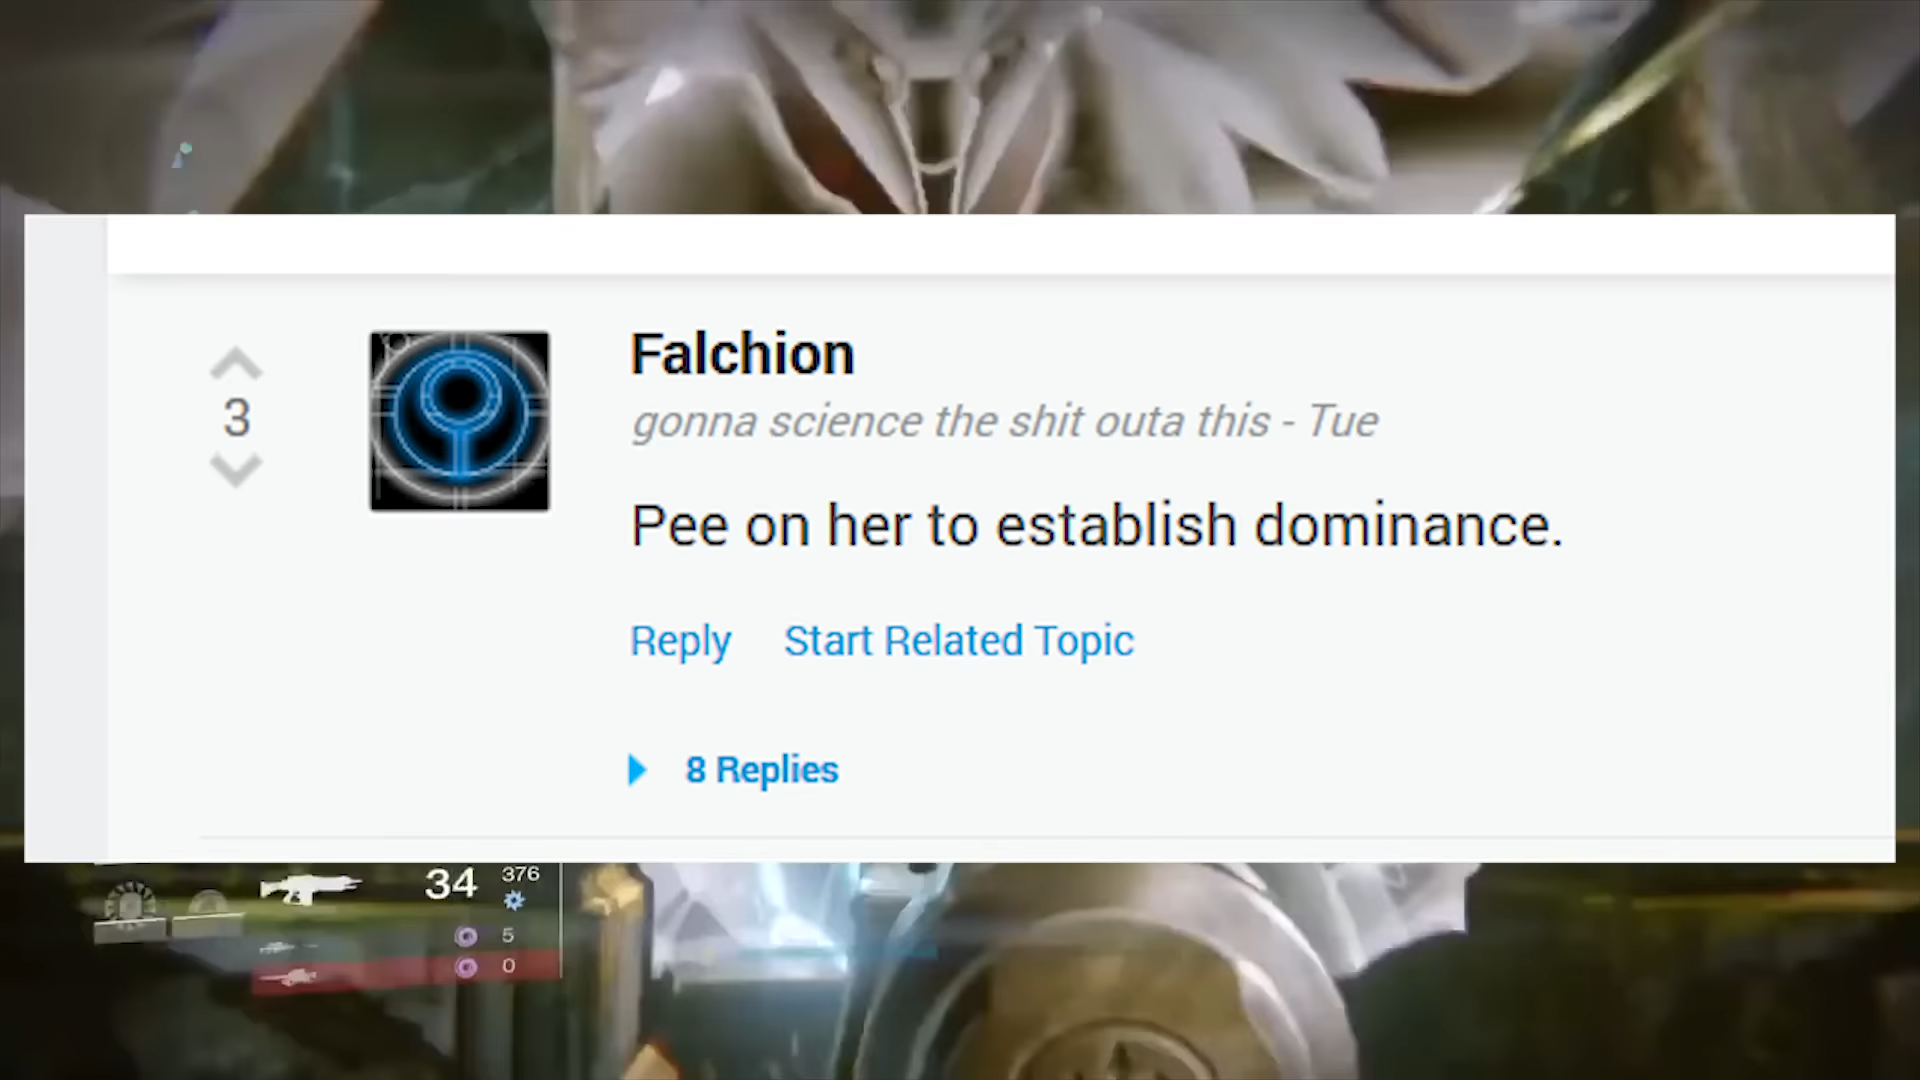 3
Falchion
gonna science the shit outa this - Tue
Pee on her to establish dominance.
Reply Start Related Topic
8 Replies
34 376
5
0